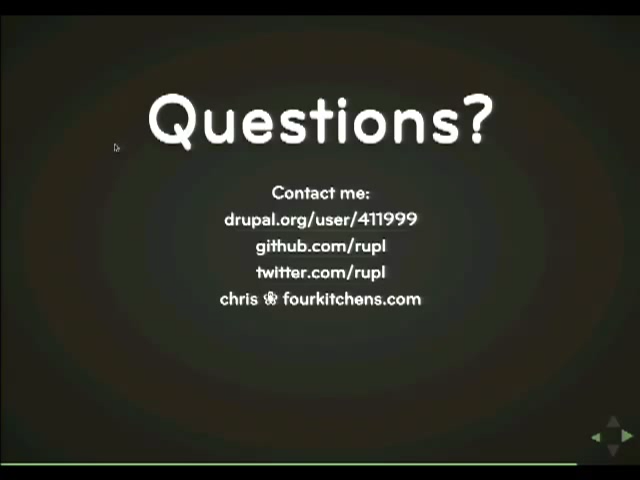 Questions?
Contact me:
drupal.org/user/411999
github.com/rupl
twitter.com/rupl
chris ❀ fourkitchens.com